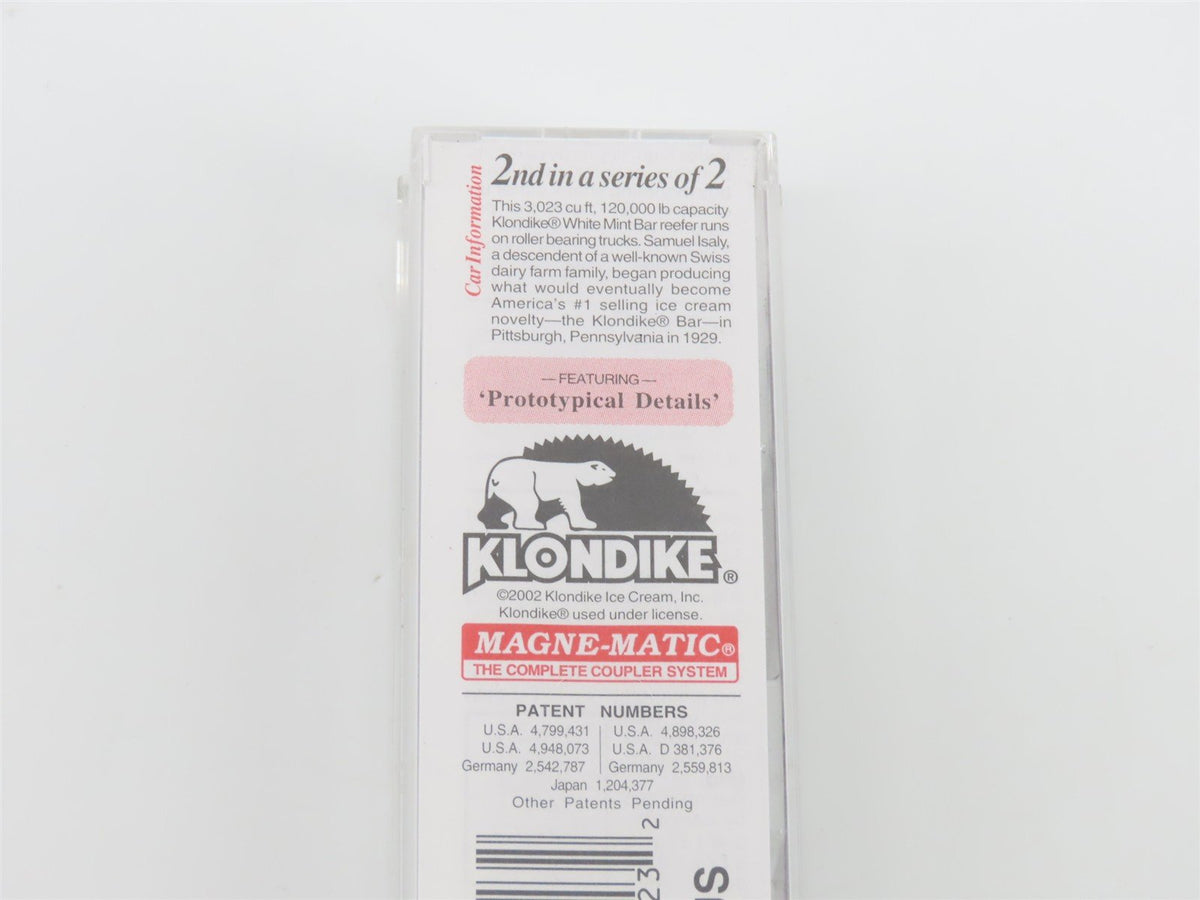 Car Information
2nd in a series of 2
This 3,023 cu ft, 120,000 lb capacity
Klondike® White Mint Bar reefer runs
on roller bearing trucks. Samuel Isaly,
a descendent of a well-known Swiss
dairy farm family, began producing
what would eventually become
America's #1 selling ice cream
novelty—the Klondike® Bar—in
Pittsburgh, Pennsylvania in 1929.
— FEATURING —
‘Prototypical Details’
KLONDIKE®
©2002 Klondike Ice Cream, Inc.
Klondike® used under license.
MAGNE-MATIC®
THE COMPLETE COUPLER SYSTEM
PATENT NUMBERS
U.S.A. 4,799,431 U.S.A. 4,898,326
U.S.A. 4,948,073 U.S.A. D 381,376
Germany 2,542,787 Germany 2,559,813
Japan 1,204,377
Other Patents Pending
23 2